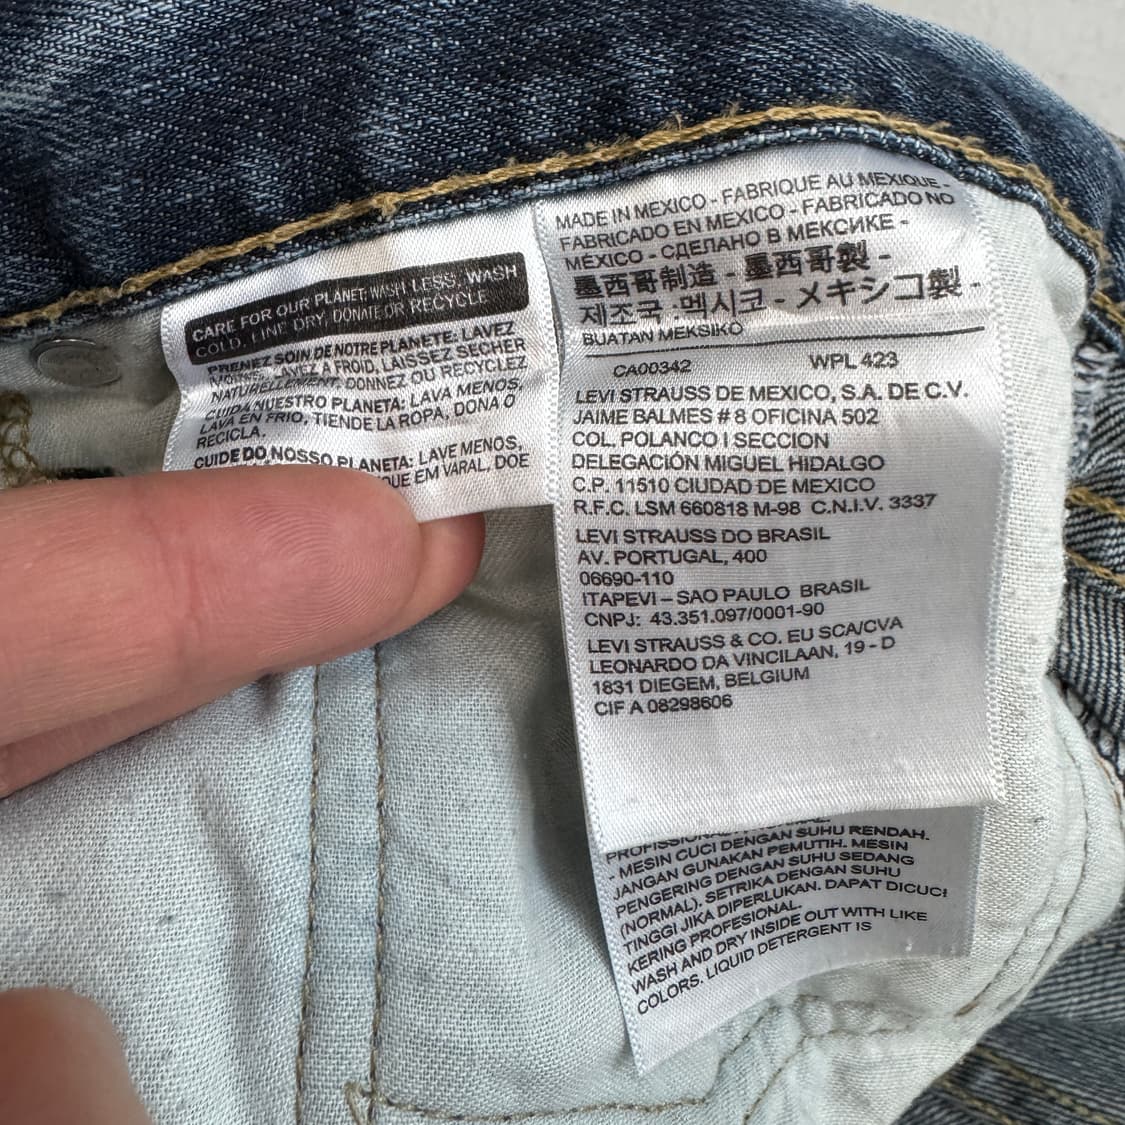 CARE FOR OUR PLANET: WASH LESS, WASH
COLD, LINE DRY, DONATE OR RECYCLE
PRENEZ SOIN DE NOTRE PLANETE: LAVEZ
LAVEZ A FROID, LAISSEZ SECHER
NATURELLEMENT, DONNEZ OU RECYCLEZ
CUIDA NUESTRO PLANETA: LAVA MENOS,
LAVA EN FRIO, TIENDE LA ROPA, DONA O
RECICLA.
CUIDE DO NOSSO PLANETA: LAVE MENOS,
QUE EM VARAL, DOE
MADE IN MEXICO - FABRIQUE AU MEXIQUE -
FABRICADO EN MEXICO - FABRICADO NO
MÉXICO - СДЕЛАНО В МЕКСИКЕ -
墨西哥制造 - 墨西哥製 -
제조국 :멕시코 - メキシコ製 -
BUATAN MEKSIKO
CA00342 WPL 423
LEVI STRAUSS DE MEXICO, S.A. DE C.V.
JAIME BALMES # 8 OFICINA 502
COL. POLANCO I SECCION
DELEGACIÓN MIGUEL HIDALGO
C.P. 11510 CIUDAD DE MEXICO
R.F.C. LSM 660818 M-98 C.N.I.V. 3337
LEVI STRAUSS DO BRASIL
AV. PORTUGAL, 400
06690-110
ITAPEVI – SAO PAULO BRASIL
CNPJ: 43.351.097/0001-90
LEVI STRAUSS & CO. EU SCA/CVA
LEONARDO DA VINCILAAN, 19 - D
1831 DIEGEM, BELGIUM
CIF A 08298606
- MESIN CUCI DENGAN SUHU RENDAH.
JANGAN GUNAKAN PEMUTIH. MESIN
PENGERING DENGAN SUHU SEDANG
(NORMAL). SETRIKA DENGAN SUHU
TINGGI JIKA DIPERLUKAN. DAPAT DICUCI
KERING PROFESIONAL.
WASH AND DRY INSIDE OUT WITH LIKE
COLORS. LIQUID DETERGENT IS